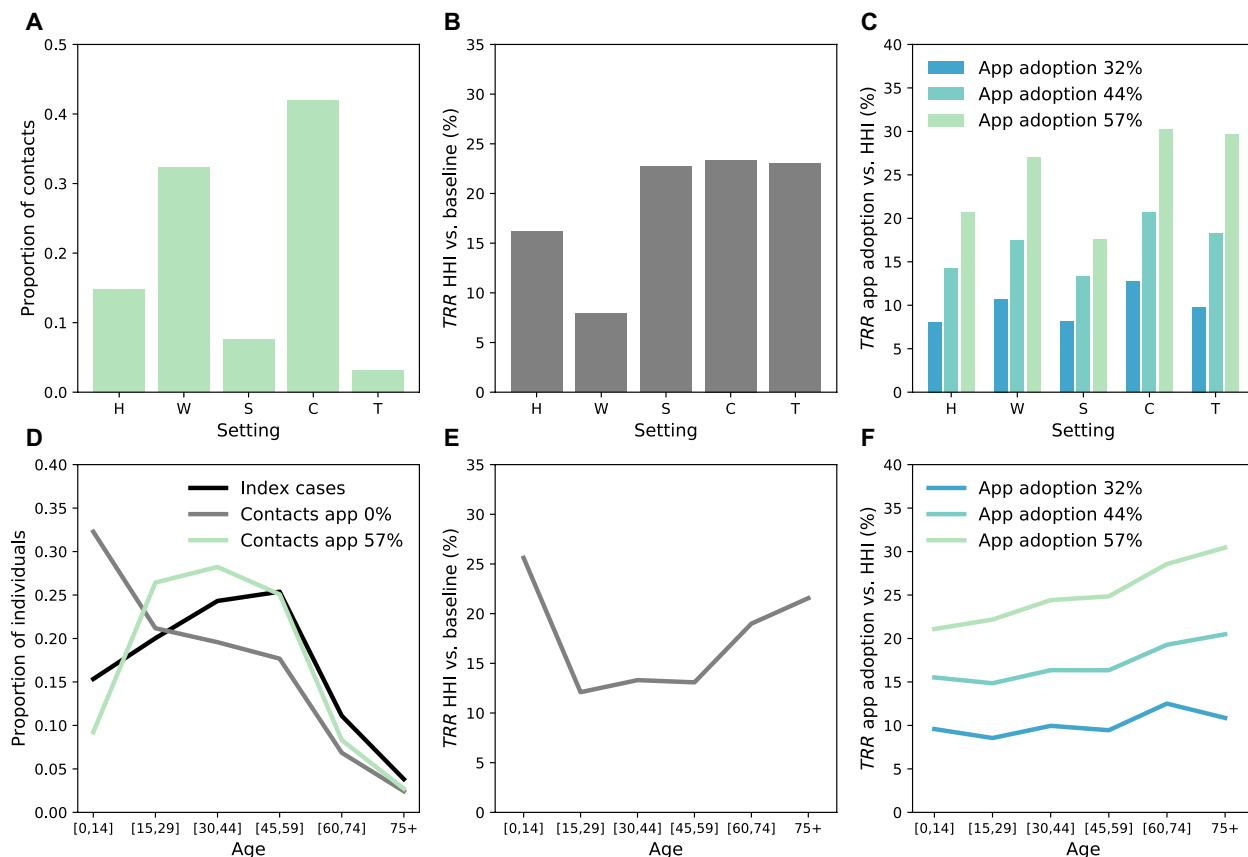 A
Proportion of contacts
0.5
0.4
0.3
0.2
0.1
0.0
H W S C T
Setting
B
TRR HHI vs. baseline (%)
35
30
25
20
15
10
5
0
H W S C T
Setting
C
TRR app adoption vs. HHI (%)
40
35
30
25
20
15
10
5
0
App adoption 32%
App adoption 44%
App adoption 57%
H W S C T
Setting
D
Proportion of individuals
0.40
0.35
0.30
0.25
0.20
0.15
0.10
0.05
0.00
Index cases
Contacts app 0%
Contacts app 57%
[0,14] [15,29] [30,44] [45,59] [60,74] 75+
Age
E
TRR HHI vs. baseline (%)
35
30
25
20
15
10
5
0
[0,14] [15,29] [30,44] [45,59] [60,74] 75+
Age
F
TRR app adoption vs. HHI (%)
40
35
30
25
20
15
10
5
0
App adoption 32%
App adoption 44%
App adoption 57%
[0,14] [15,29] [30,44] [45,59] [60,74] 75+
Age